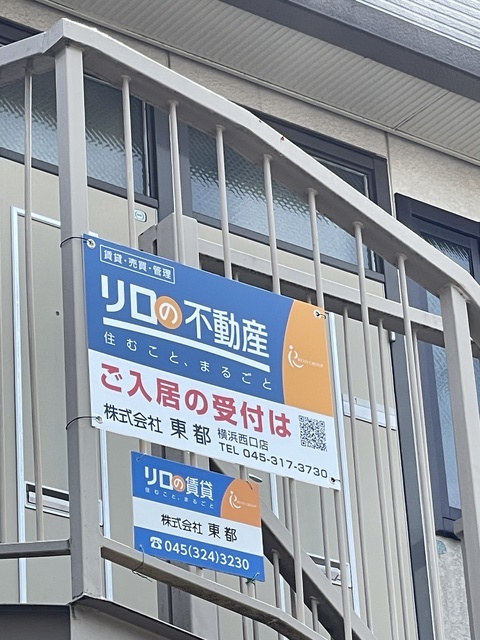 賃貸・売買・管理
リロの不動産
住むこと、まるごと
ご入居の受付は
株式会社 東都 横浜西口店
TEL 045-317-3730
リロの賃貸
住むこと、まるごと
株式会社 東都
☎045(324)3230